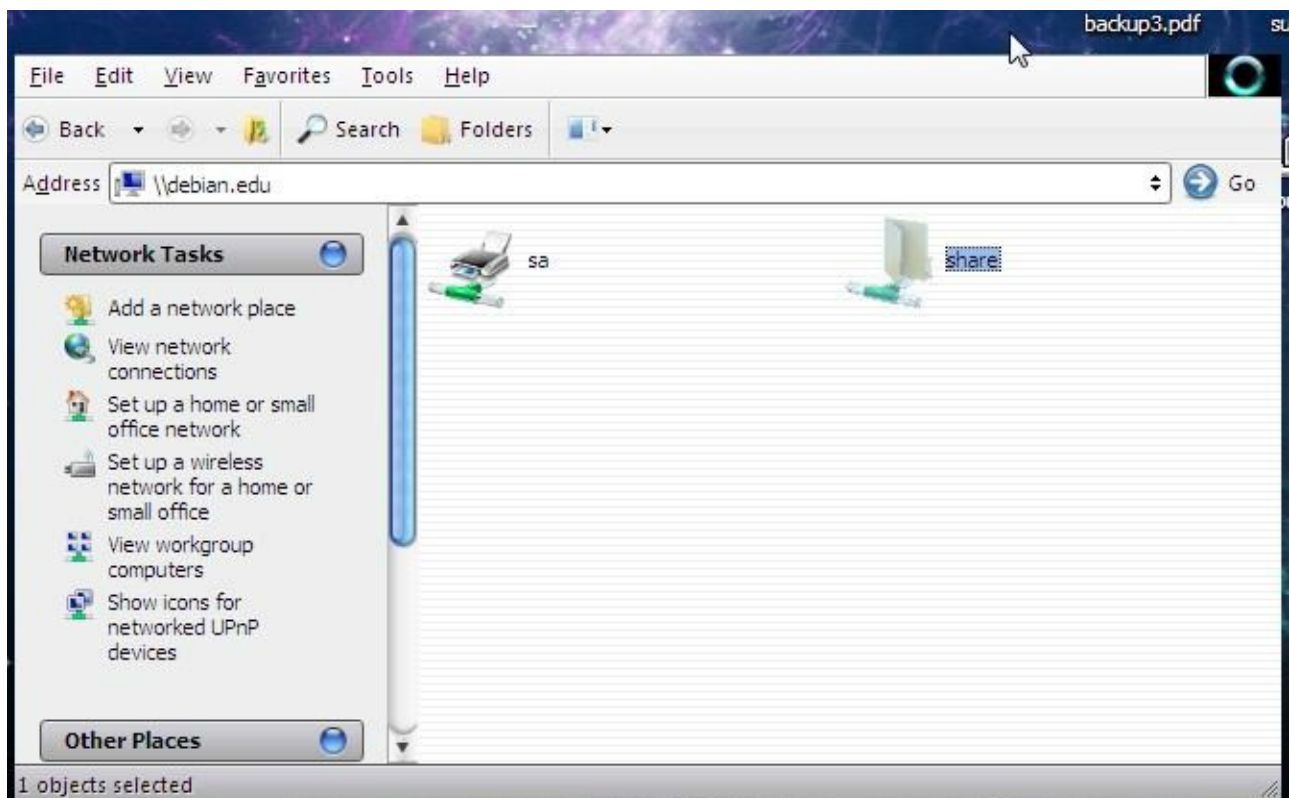 backup3.pdf su
File Edit View Favorites Tools Help
Back Search Folders
Address \\debian.edu Go
Network Tasks
sa
share
Add a network place
View network
connections
Set up a home or small
office network
Set up a wireless
network for a home or
small office
View workgroup
computers
Show icons for
networked UPnP
devices
Other Places
1 objects selected